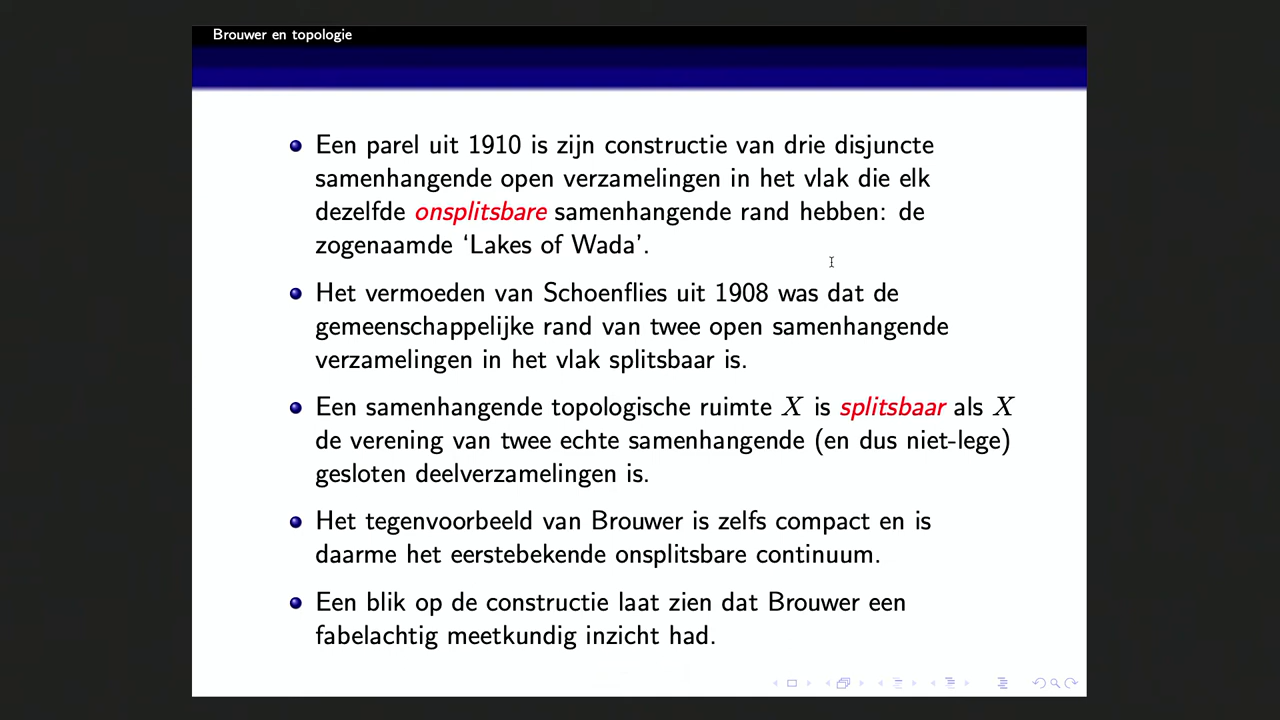 Brouwer en topologie
Een parel uit 1910 is zijn constructie van drie disjuncte
samenhangende open verzamelingen in het vlak die elk
dezelfde onsplitsbare samenhangende rand hebben: de
zogenaamde ‘Lakes of Wada’.
Het vermoeden van Schoenflies uit 1908 was dat de
gemeenschappelijke rand van twee open samenhangende
verzamelingen in het vlak splitsbaar is.
Een samenhangende topologische ruimte X is splitsbaar als X
de verening van twee echte samenhangende (en dus niet-lege)
gesloten deelverzamelingen is.
Het tegenvoorbeeld van Brouwer is zelfs compact en is
daarme het eerstebekende onsplitsbare continuum.
Een blik op de constructie laat zien dat Brouwer een
fabelachtig meetkundig inzicht had.